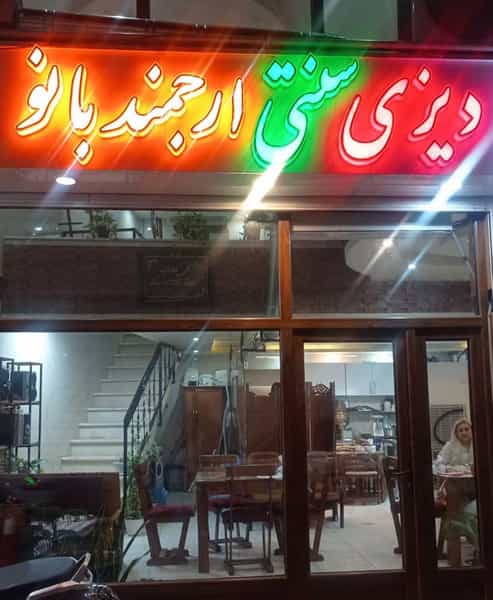 دیزی سنتی ارجمند بانو